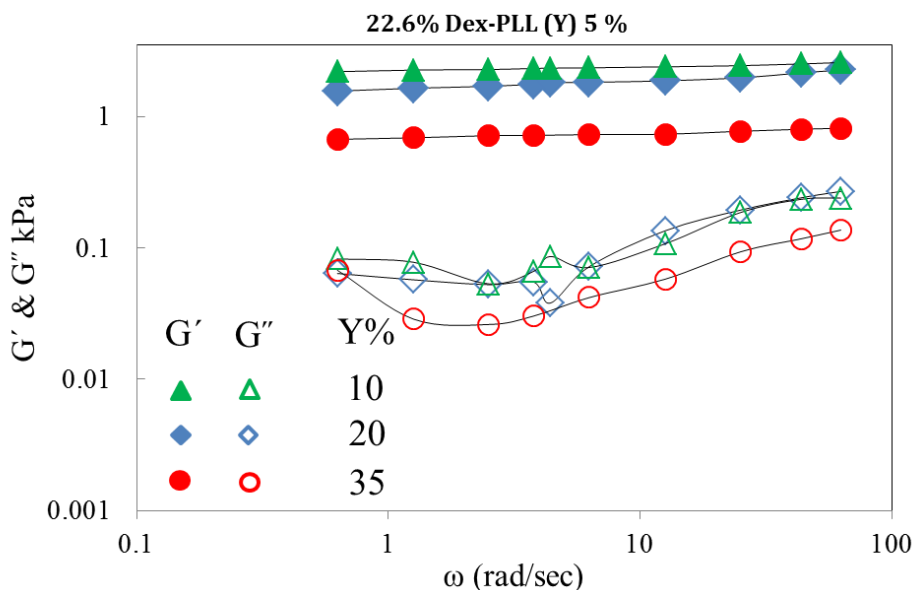 22.6% Dex-PLL (Y) 5 %
G′ & G″ kPa
1
0.1
0.01
0.001
G′ G″ Y%
10
20
35
0.1 1 10 100
ω (rad/sec)